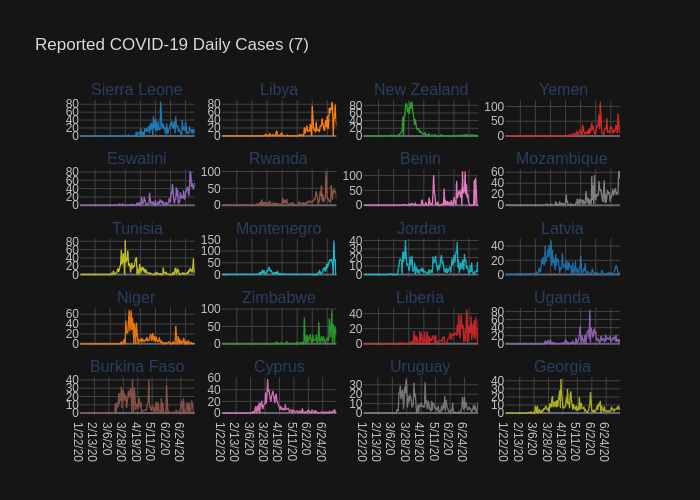 Reported COVID-19 Daily Cases (7)
Sierra Leone Libya New Zealand Yemen
80 60 40 20 0
80 60 40 20 0
80 60 40 20 0
100 50 0
Eswatini Rwanda Benin Mozambique
80 60 40 20 0
100 50 0
100 50 0
60 40 20 0
Tunisia Montenegro Jordan Latvia
80 60 40 20 0
150 100 50 0
40 30 20 10 0
40 20 0
Niger Zimbabwe Liberia Uganda
60 40 20 0
100 50 0
40 20 0
80 60 40 20 0
Burkina Faso Cyprus Uruguay Georgia
40 30 20 10 0
60 40 20 0
30 20 10 0
40 30 20 10 0
1/22/20 2/13/20 3/6/20 3/28/20 4/19/20 5/11/20 6/2/20 6/24/20
1/22/20 2/13/20 3/6/20 3/28/20 4/19/20 5/11/20 6/2/20 6/24/20
1/22/20 2/13/20 3/6/20 3/28/20 4/19/20 5/11/20 6/2/20 6/24/20
1/22/20 2/13/20 3/6/20 3/28/20 4/19/20 5/11/20 6/2/20 6/24/20